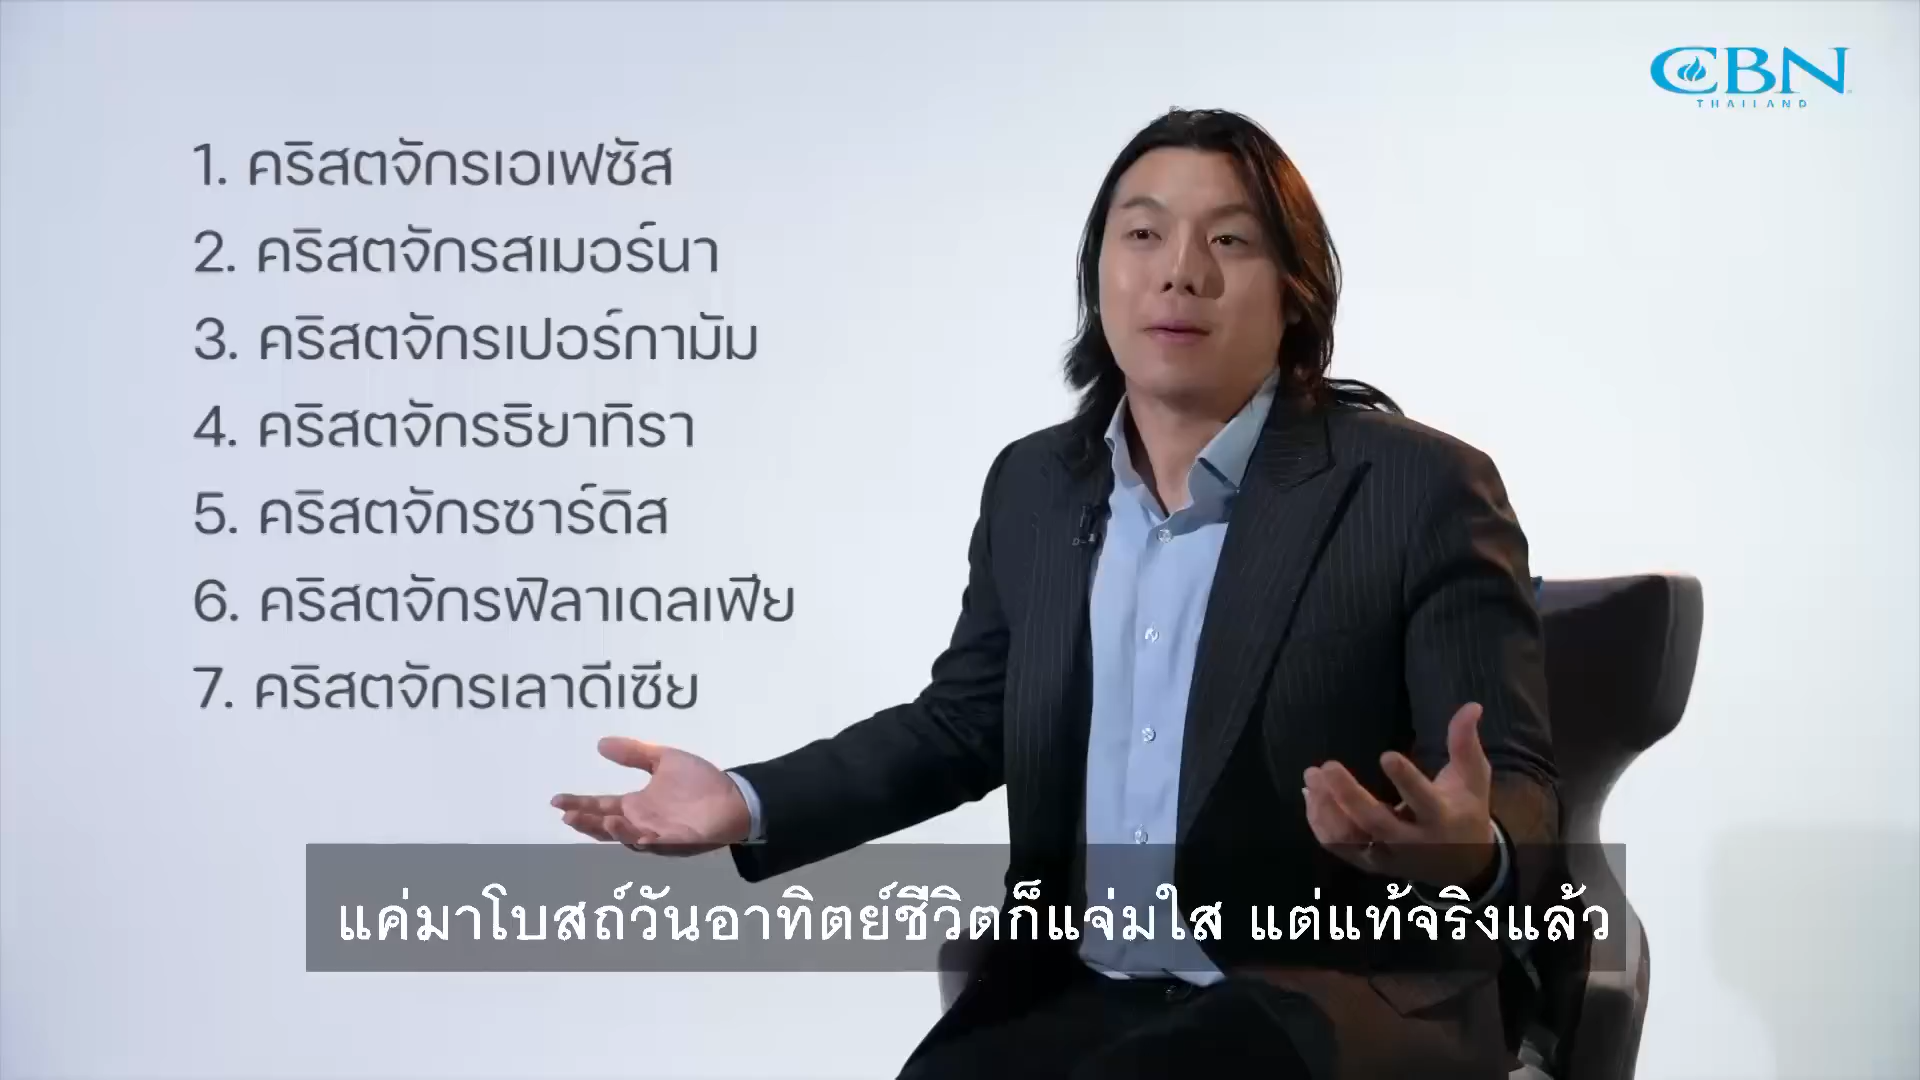 CBN
THAILAND
1. คริสตจักรเอเฟซัส
2. คริสตจักรสเมอร์นา
3. คริสตจักรเปอร์กามัม
4. คริสตจักรธิยาทิรา
5. คริสตจักรซาร์ดิส
6. คริสตจักรฟิลาเดลเฟีย
7. คริสตจักรเลาดีเซีย
แค่มาโบสถ์วันอาทิตย์ชีวิตก็แจ่มใส แต่แท้จริงแล้ว